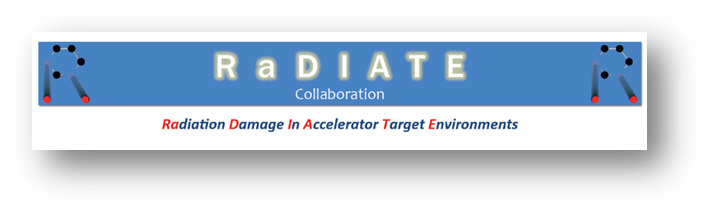 R a D I A T E
Collaboration
Radiation Damage In Accelerator Target Environments